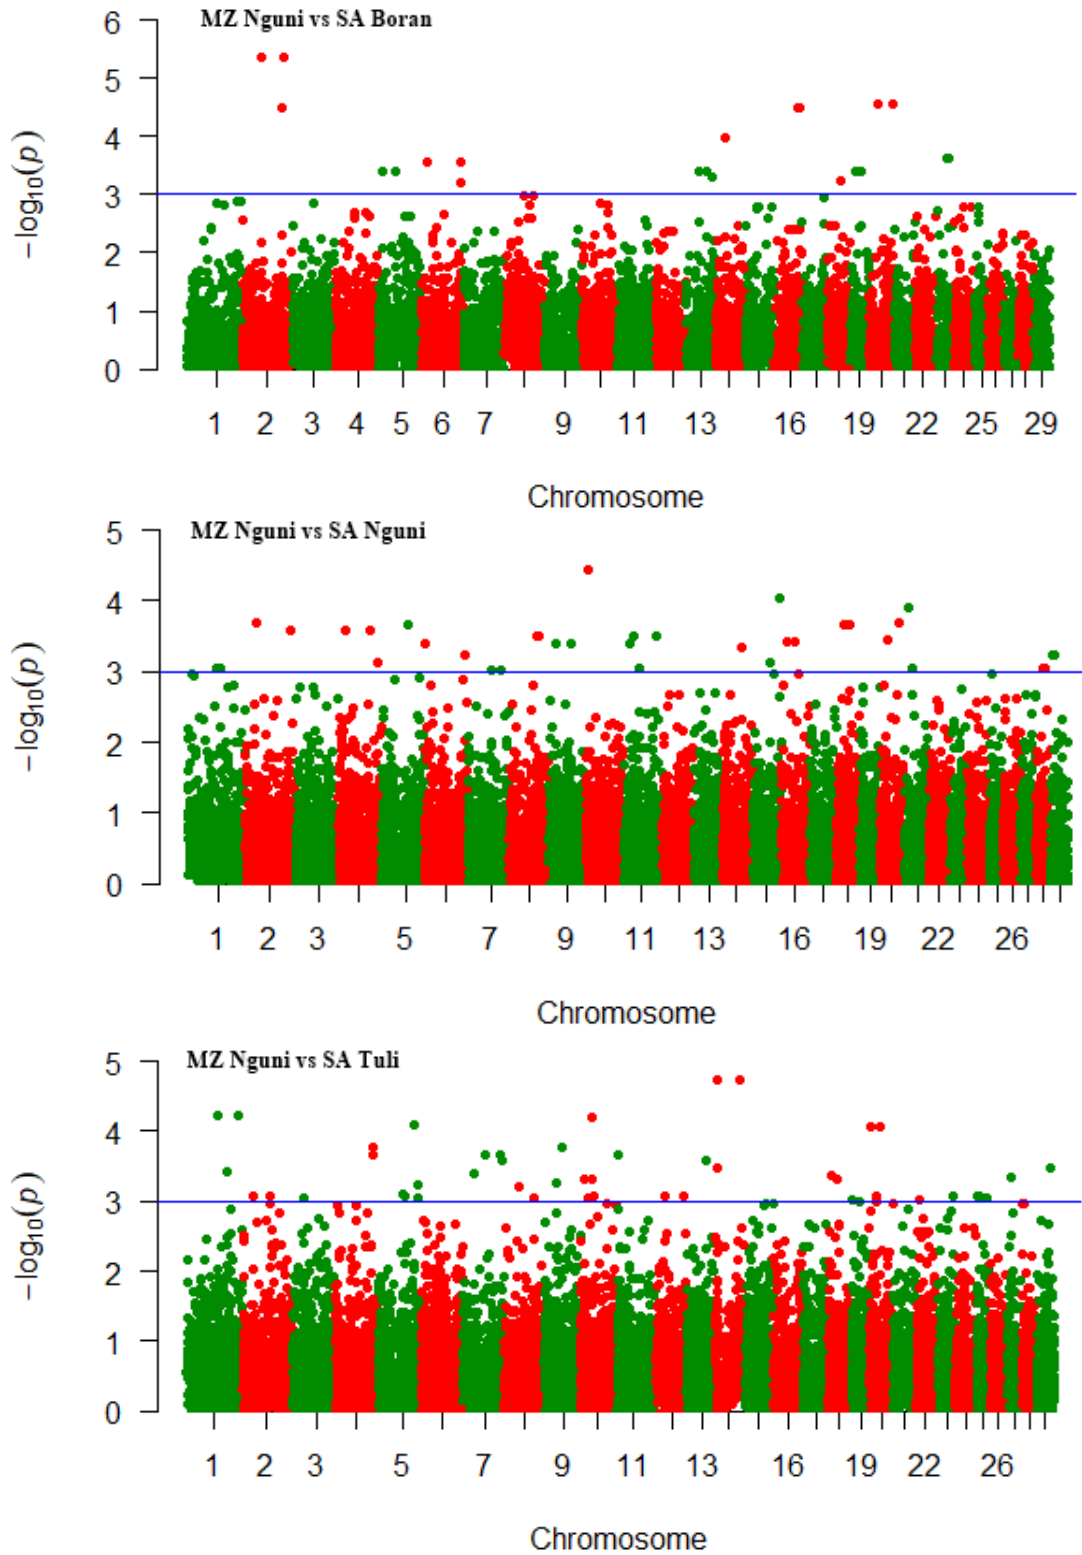 MZ Nguni vs SA Boran
6
5
4
3
2
1
0
−log10(p)
1 2 3 4 5 6 7 9 11 13 16 19 22 25 29
Chromosome
MZ Nguni vs SA Nguni
5
4
3
2
1
0
−log10(p)
1 2 3 5 7 9 11 13 16 19 22 26
Chromosome
MZ Nguni vs SA Tuli
5
4
3
2
1
0
−log10(p)
1 2 3 5 7 9 11 13 16 19 22 26
Chromosome